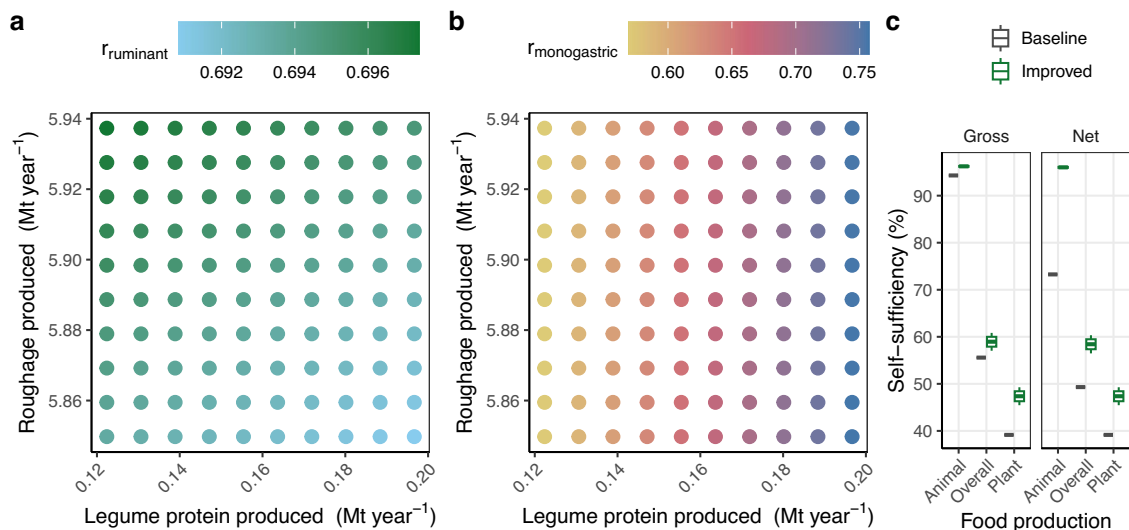 a
r ruminant
0.692 0.694 0.696
b
r monogastric
0.60 0.65 0.70 0.75
c
Baseline
Improved
Roughage produced (Mt year⁻¹)
5.94
5.92
5.90
5.88
5.86
0.12 0.14 0.16 0.18 0.20
Legume protein produced (Mt year⁻¹)
Roughage produced (Mt year⁻¹)
5.94
5.92
5.90
5.88
5.86
0.12 0.14 0.16 0.18 0.20
Legume protein produced (Mt year⁻¹)
Gross Net
Self−sufficiency (%)
90
80
70
60
50
40
Animal Overall Plant Animal Overall Plant
Food production